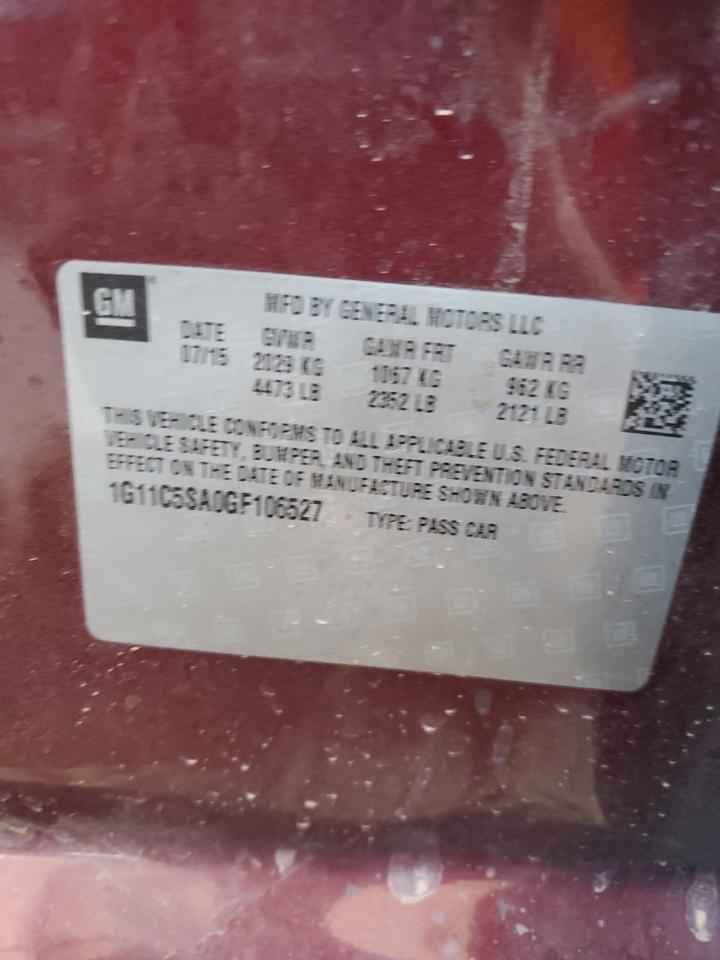 GM
MFD BY GENERAL MOTORS LLC
DATE GVWR GAWR FRT GAWR RR
07/15 2029 KG 1067 KG 962 KG
4473 LB 2352 LB 2121 LB
THIS VEHICLE CONFORMS TO ALL APPLICABLE U.S. FEDERAL MOTOR
VEHICLE SAFETY, BUMPER, AND THEFT PREVENTION STANDARDS IN
EFFECT ON THE DATE OF MANUFACTURE SHOWN ABOVE.
1G11C5SA0GF106527 TYPE: PASS CAR